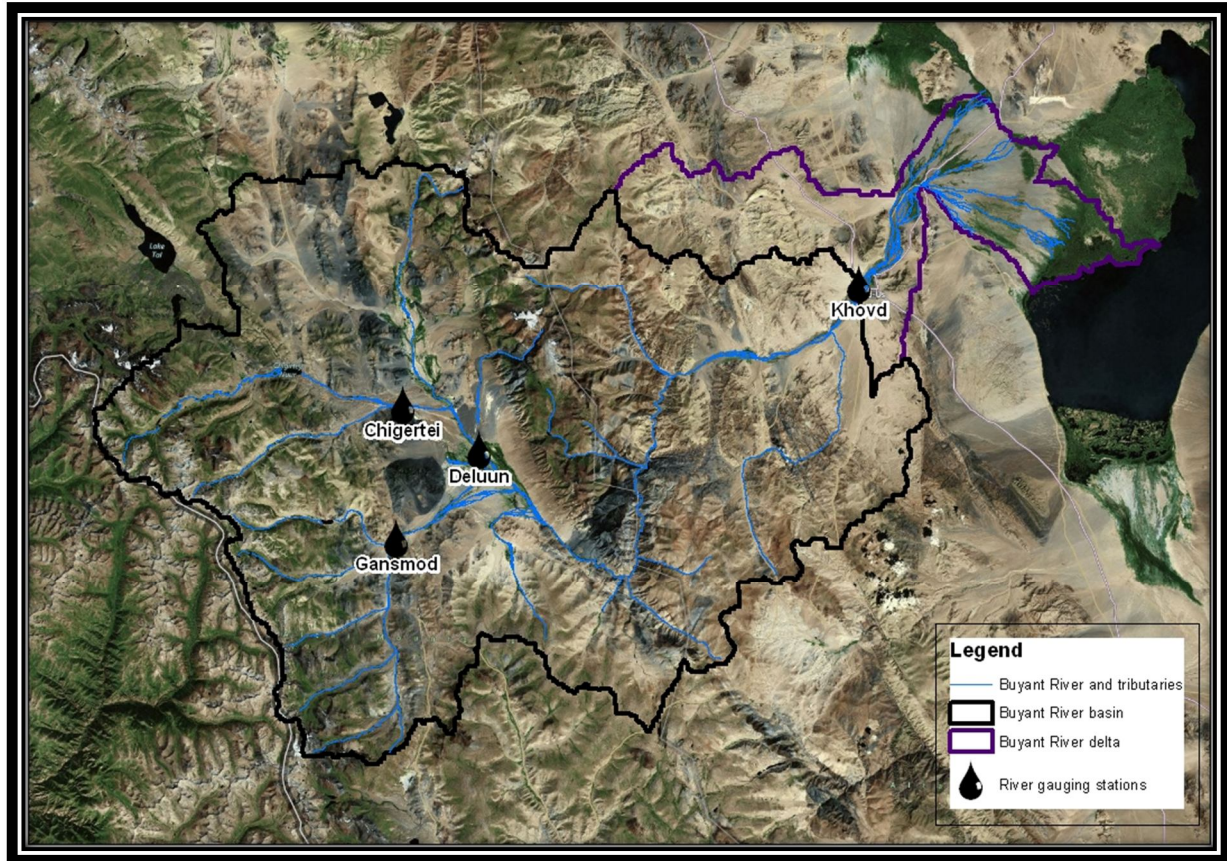 Lake
Tal
Khovd
Chigertei
Deluun
Gansmod
Legend
Buyant River and tributaries
Buyant River basin
Buyant River delta
River gauging stations